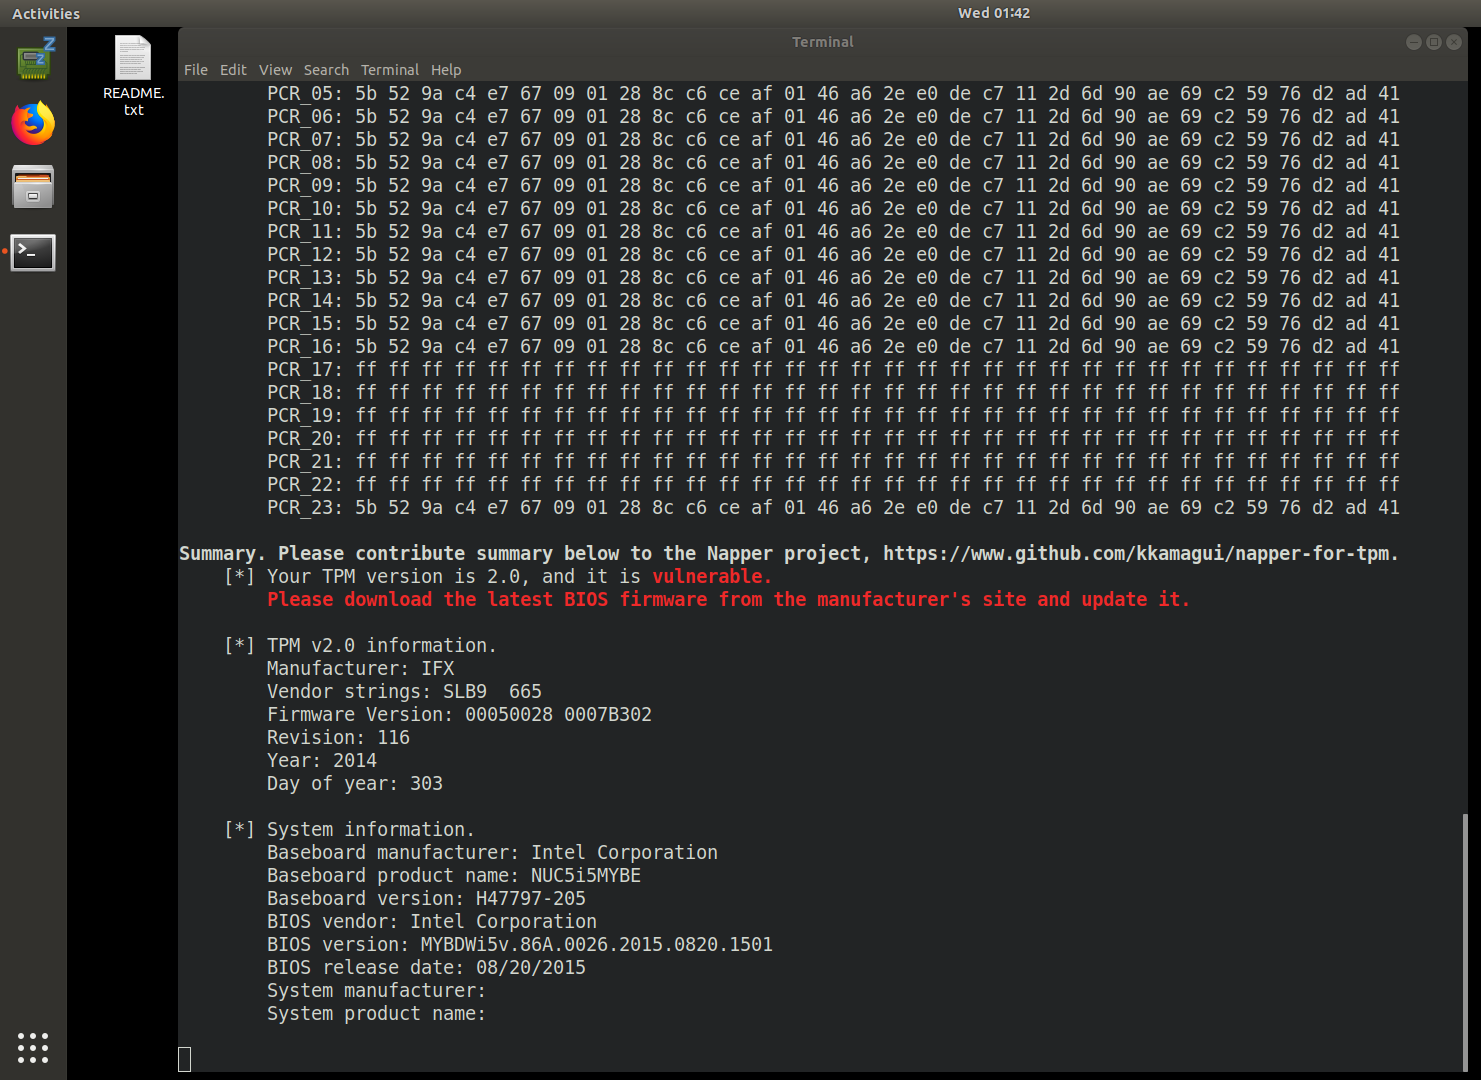 Activities
Wed 01:42
README.
txt
Terminal
File Edit View Search Terminal Help
PCR_05: 5b 52 9a c4 e7 67 09 01 28 8c c6 ce af 01 46 a6 2e e0 de c7 11 2d 6d 90 ae 69 c2 59 76 d2 ad 41
PCR_06: 5b 52 9a c4 e7 67 09 01 28 8c c6 ce af 01 46 a6 2e e0 de c7 11 2d 6d 90 ae 69 c2 59 76 d2 ad 41
PCR_07: 5b 52 9a c4 e7 67 09 01 28 8c c6 ce af 01 46 a6 2e e0 de c7 11 2d 6d 90 ae 69 c2 59 76 d2 ad 41
PCR_08: 5b 52 9a c4 e7 67 09 01 28 8c c6 ce af 01 46 a6 2e e0 de c7 11 2d 6d 90 ae 69 c2 59 76 d2 ad 41
PCR_09: 5b 52 9a c4 e7 67 09 01 28 8c c6 ce af 01 46 a6 2e e0 de c7 11 2d 6d 90 ae 69 c2 59 76 d2 ad 41
PCR_10: 5b 52 9a c4 e7 67 09 01 28 8c c6 ce af 01 46 a6 2e e0 de c7 11 2d 6d 90 ae 69 c2 59 76 d2 ad 41
PCR_11: 5b 52 9a c4 e7 67 09 01 28 8c c6 ce af 01 46 a6 2e e0 de c7 11 2d 6d 90 ae 69 c2 59 76 d2 ad 41
PCR_12: 5b 52 9a c4 e7 67 09 01 28 8c c6 ce af 01 46 a6 2e e0 de c7 11 2d 6d 90 ae 69 c2 59 76 d2 ad 41
PCR_13: 5b 52 9a c4 e7 67 09 01 28 8c c6 ce af 01 46 a6 2e e0 de c7 11 2d 6d 90 ae 69 c2 59 76 d2 ad 41
PCR_14: 5b 52 9a c4 e7 67 09 01 28 8c c6 ce af 01 46 a6 2e e0 de c7 11 2d 6d 90 ae 69 c2 59 76 d2 ad 41
PCR_15: 5b 52 9a c4 e7 67 09 01 28 8c c6 ce af 01 46 a6 2e e0 de c7 11 2d 6d 90 ae 69 c2 59 76 d2 ad 41
PCR_16: 5b 52 9a c4 e7 67 09 01 28 8c c6 ce af 01 46 a6 2e e0 de c7 11 2d 6d 90 ae 69 c2 59 76 d2 ad 41
PCR_17: ff ff ff ff ff ff ff ff ff ff ff ff ff ff ff ff ff ff ff ff ff ff ff ff ff ff ff ff ff ff ff ff
PCR_18: ff ff ff ff ff ff ff ff ff ff ff ff ff ff ff ff ff ff ff ff ff ff ff ff ff ff ff ff ff ff ff ff
PCR_19: ff ff ff ff ff ff ff ff ff ff ff ff ff ff ff ff ff ff ff ff ff ff ff ff ff ff ff ff ff ff ff ff
PCR_20: ff ff ff ff ff ff ff ff ff ff ff ff ff ff ff ff ff ff ff ff ff ff ff ff ff ff ff ff ff ff ff ff
PCR_21: ff ff ff ff ff ff ff ff ff ff ff ff ff ff ff ff ff ff ff ff ff ff ff ff ff ff ff ff ff ff ff ff
PCR_22: ff ff ff ff ff ff ff ff ff ff ff ff ff ff ff ff ff ff ff ff ff ff ff ff ff ff ff ff ff ff ff ff
PCR_23: 5b 52 9a c4 e7 67 09 01 28 8c c6 ce af 01 46 a6 2e e0 de c7 11 2d 6d 90 ae 69 c2 59 76 d2 ad 41
Summary. Please contribute summary below to the Napper project, https://www.github.com/kkamagui/napper-for-tpm.
[*] Your TPM version is 2.0, and it is vulnerable.
Please download the latest BIOS firmware from the manufacturer's site and update it.
[*] TPM v2.0 information.
Manufacturer: IFX
Vendor strings: SLB9  665
Firmware Version: 00050028 0007B302
Revision: 116
Year: 2014
Day of year: 303
[*] System information.
Baseboard manufacturer: Intel Corporation
Baseboard product name: NUC5i5MYBE
Baseboard version: H47797-205
BIOS vendor: Intel Corporation
BIOS version: MYBDWi5v.86A.0026.2015.0820.1501
BIOS release date: 08/20/2015
System manufacturer:
System product name: